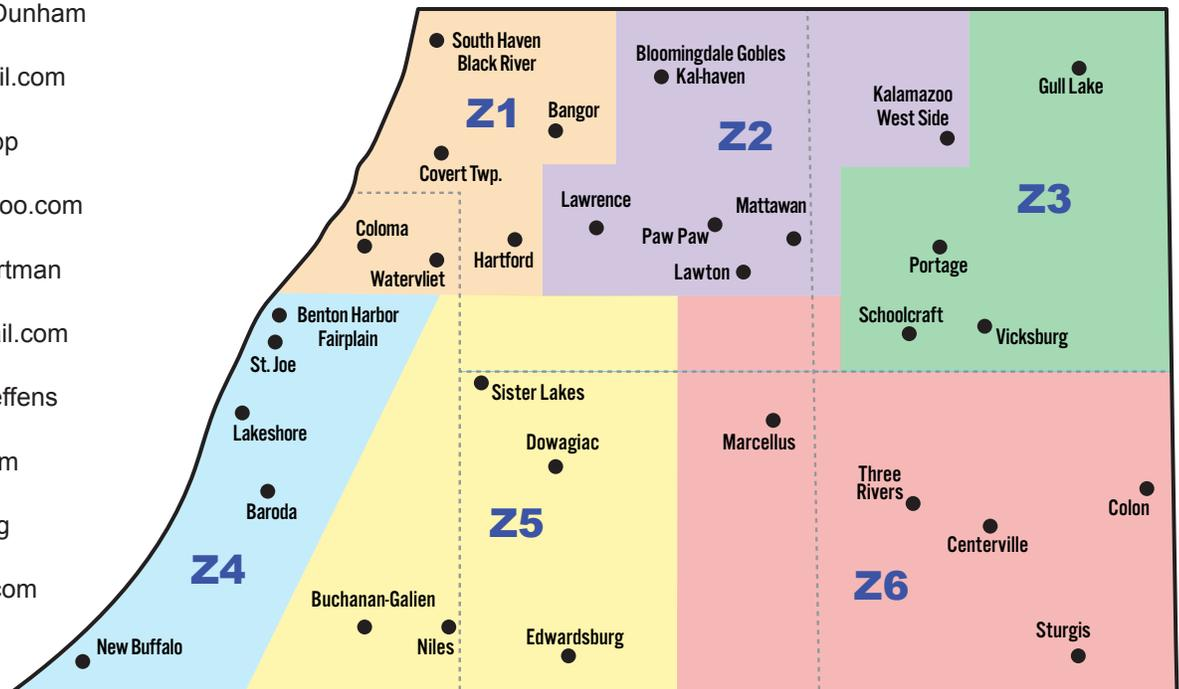 Dunham
il.com
op
oo.com
rtman
ail.com
effens
m
g
com
South Haven
Black River
Z1
Bangor
Covert Twp.
Coloma
Watervliet
Hartford
Bloomingdale Gobles
Kal-haven
Z2
Kalamazoo
West Side
Lawrence
Paw Paw
Mattawan
Lawton
Gull Lake
Z3
Portage
Schoolcraft
Vicksburg
Benton Harbor
Fairplain
St. Joe
Lakeshore
Baroda
Z4
New Buffalo
Sister Lakes
Dowagiac
Z5
Buchanan-Galien
Niles
Edwardsburg
Marcellus
Three
Rivers
Colon
Centerville
Z6
Sturgis